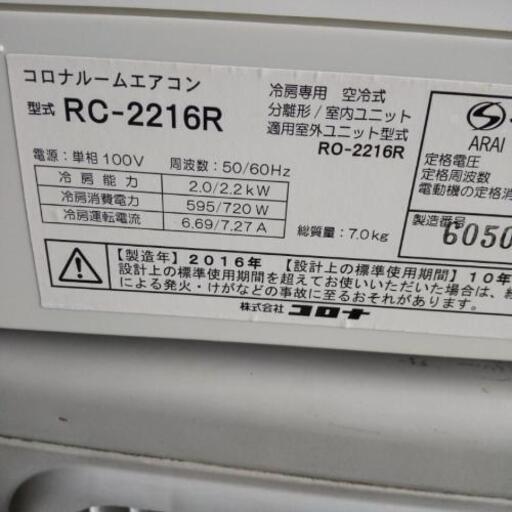 コロナルームエアコン
型式 RC-2216R
冷房専用 空冷式
分離形/室内ユニット
適用室外ユニット型式
RO-2216R
電源:単相100V 周波数:50/60Hz
冷房能力 2.0/2.2kW
冷房消費電力 595/720W
冷房運転電流 6.69/7.27A
総質量:7.0kg
ARAI
定格電圧
定格周波数
電動機の定格消
製造番号
6050
【製造年】2016年 【設計上の標準使用期間】10年
設計上の標準使用期間を超えてお使いいただいた場合は、経
による発火・けがなどの事故に至るおそれがあります。
株式会社 コロナ